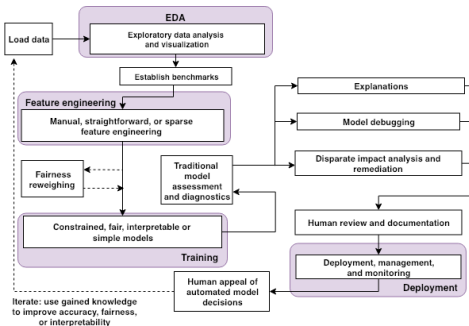 EDA
Load data
Exploratory data analysis
and visualization
Establish benchmarks
Feature engineering
Manual, straightforward, or sparse
feature engineering
Explanations
Model debugging
Disparate impact analysis and
remediation
Fairness
reweighing
Traditional
model
assessment
and diagnostics
Constrained, fair, interpretable or
simple models
Training
Human review and documentation
Deployment, management,
and monitoring
Deployment
Human appeal of
automated model
decisions
Iterate: use gained knowledge
to improve accuracy, fairness,
or interpretability